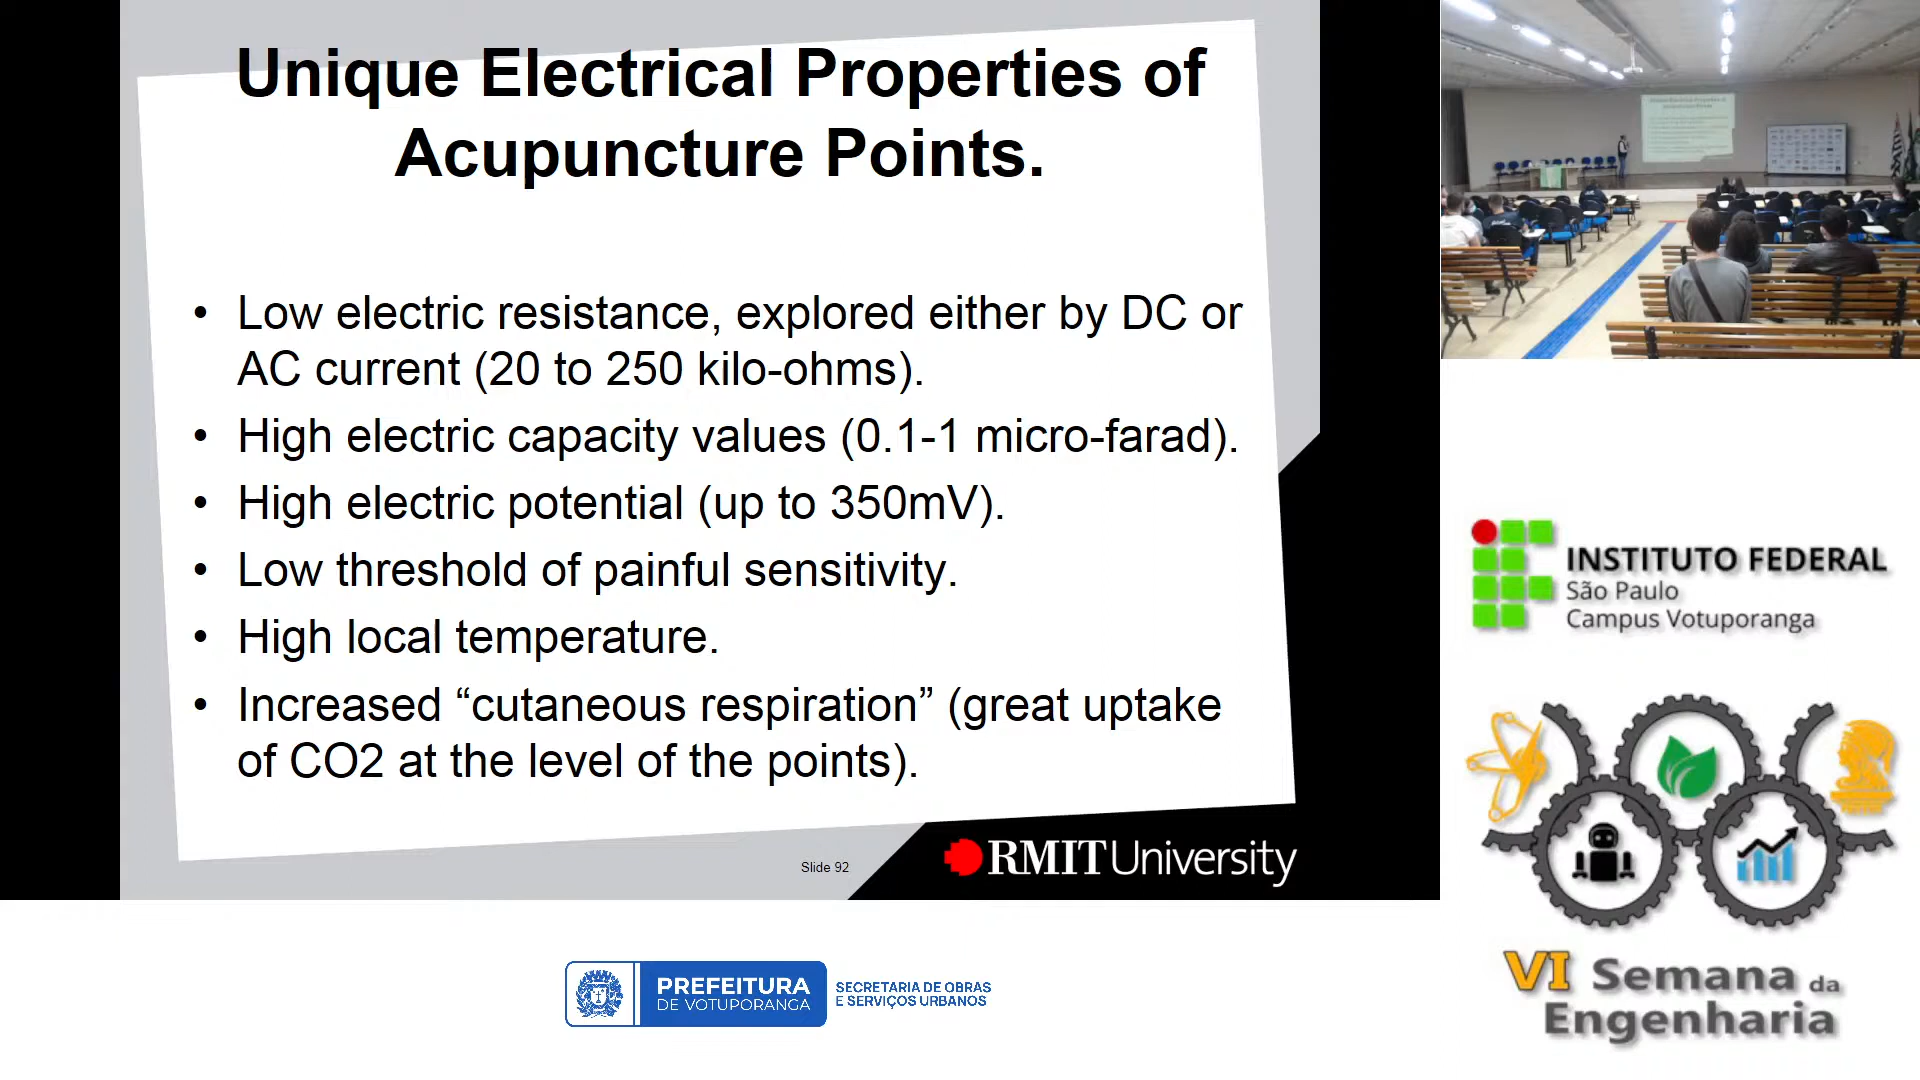 Unique Electrical Properties of
Acupuncture Points.
• Low electric resistance, explored either by DC or
AC current (20 to 250 kilo-ohms).
• High electric capacity values (0.1-1 micro-farad).
• High electric potential (up to 350mV).
• Low threshold of painful sensitivity.
• High local temperature.
• Increased “cutaneous respiration” (great uptake
of CO2 at the level of the points).
Slide 92
RMIT University
INSTITUTO FEDERAL
São Paulo
Campus Votuporanga
VI Semana da
Engenharia
PREFEITURA
DE VOTUPORANGA
SECRETARIA DE OBRAS
E SERVIÇOS URBANOS